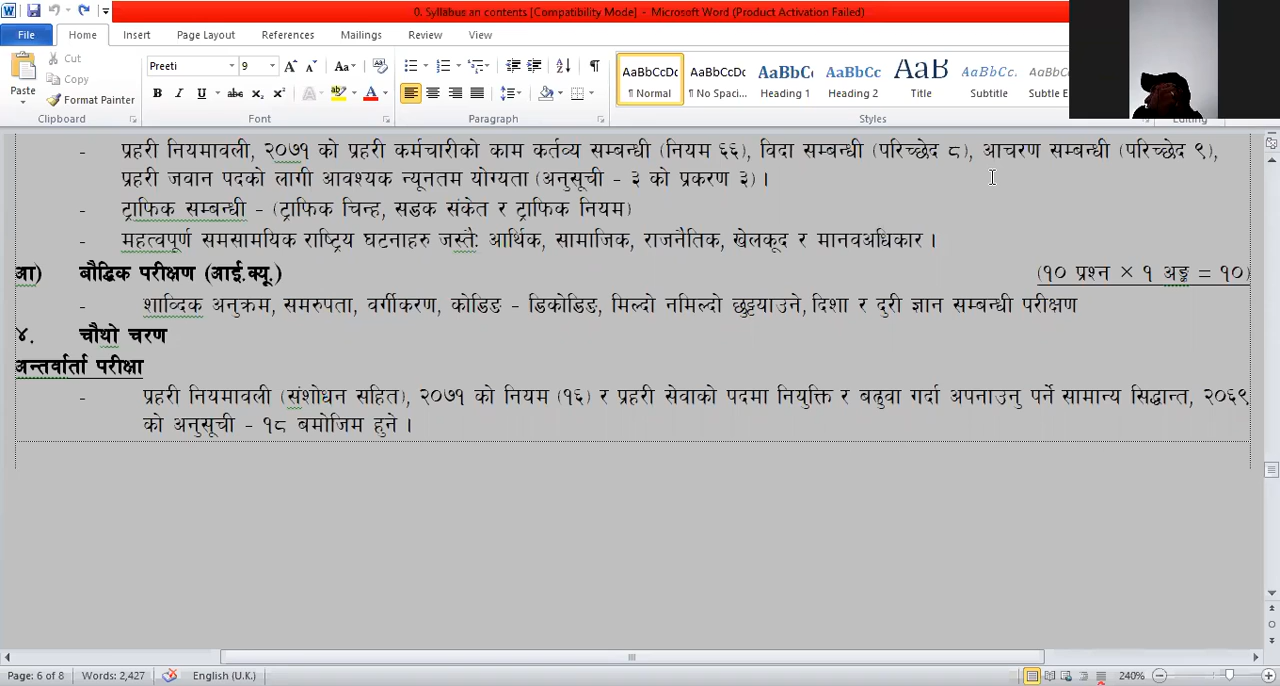 0. Syllabus an contents [Compatibility Mode] - Microsoft Word (Product Activation Failed)
File Home Insert Page Layout References Mailings Review View
Cut
Copy
Format Painter
Paste
Preeti 9
AaBbCcDc AaBbCcDc AaBbC AaBbCc AaB AaBbCc. AaBbC
¶ Normal ¶ No Spaci... Heading 1 Heading 2 Title Subtitle Subtle E
Clipboard Font Paragraph Styles Editing
- प्रहरी नियमावली, २०७१ को प्रहरी कर्मचारीको काम कर्तव्य सम्बन्धी (नियम ६६), विदा सम्बन्धी (परिच्छेद ८), आचरण सम्बन्धी (परिच्छेद ९),
प्रहरी जवान पदको लागी आवश्यक न्यूनतम योग्यता (अनुसूची - ३ को प्रकरण ३) ।
- ट्राफिक सम्बन्धी - (ट्राफिक चिन्ह, सडक संकेत र ट्राफिक नियम)
- महत्वपूर्ण समसामयिक राष्ट्रिय घटनाहरु जस्तै: आर्थिक, सामाजिक, राजनैतिक, खेलकूद र मानवअधिकार ।
आ) बौद्धिक परीक्षण (आई.क्यू.) (१० प्रश्न × १ अङ्क = १०)
- शाव्दिक अनुक्रम, समरुपता, वर्गीकरण, कोडिङ - डिकोडिङ, मिल्दो नमिल्दो छुट्टयाउने, दिशा र दुरी ज्ञान सम्बन्धी परीक्षण
४. चौथो चरण
अन्तर्वार्ता परीक्षा
- प्रहरी नियमावली (संशोधन सहित), २०७१ को नियम (१६) र प्रहरी सेवाको पदमा नियुक्ति र बढुवा गर्दा अपनाउनु पर्ने सामान्य सिद्धान्त, २०६९
को अनुसूची - १८ बमोजिम हुने ।
Page: 6 of 8 Words: 2,427 English (U.K.) 240%